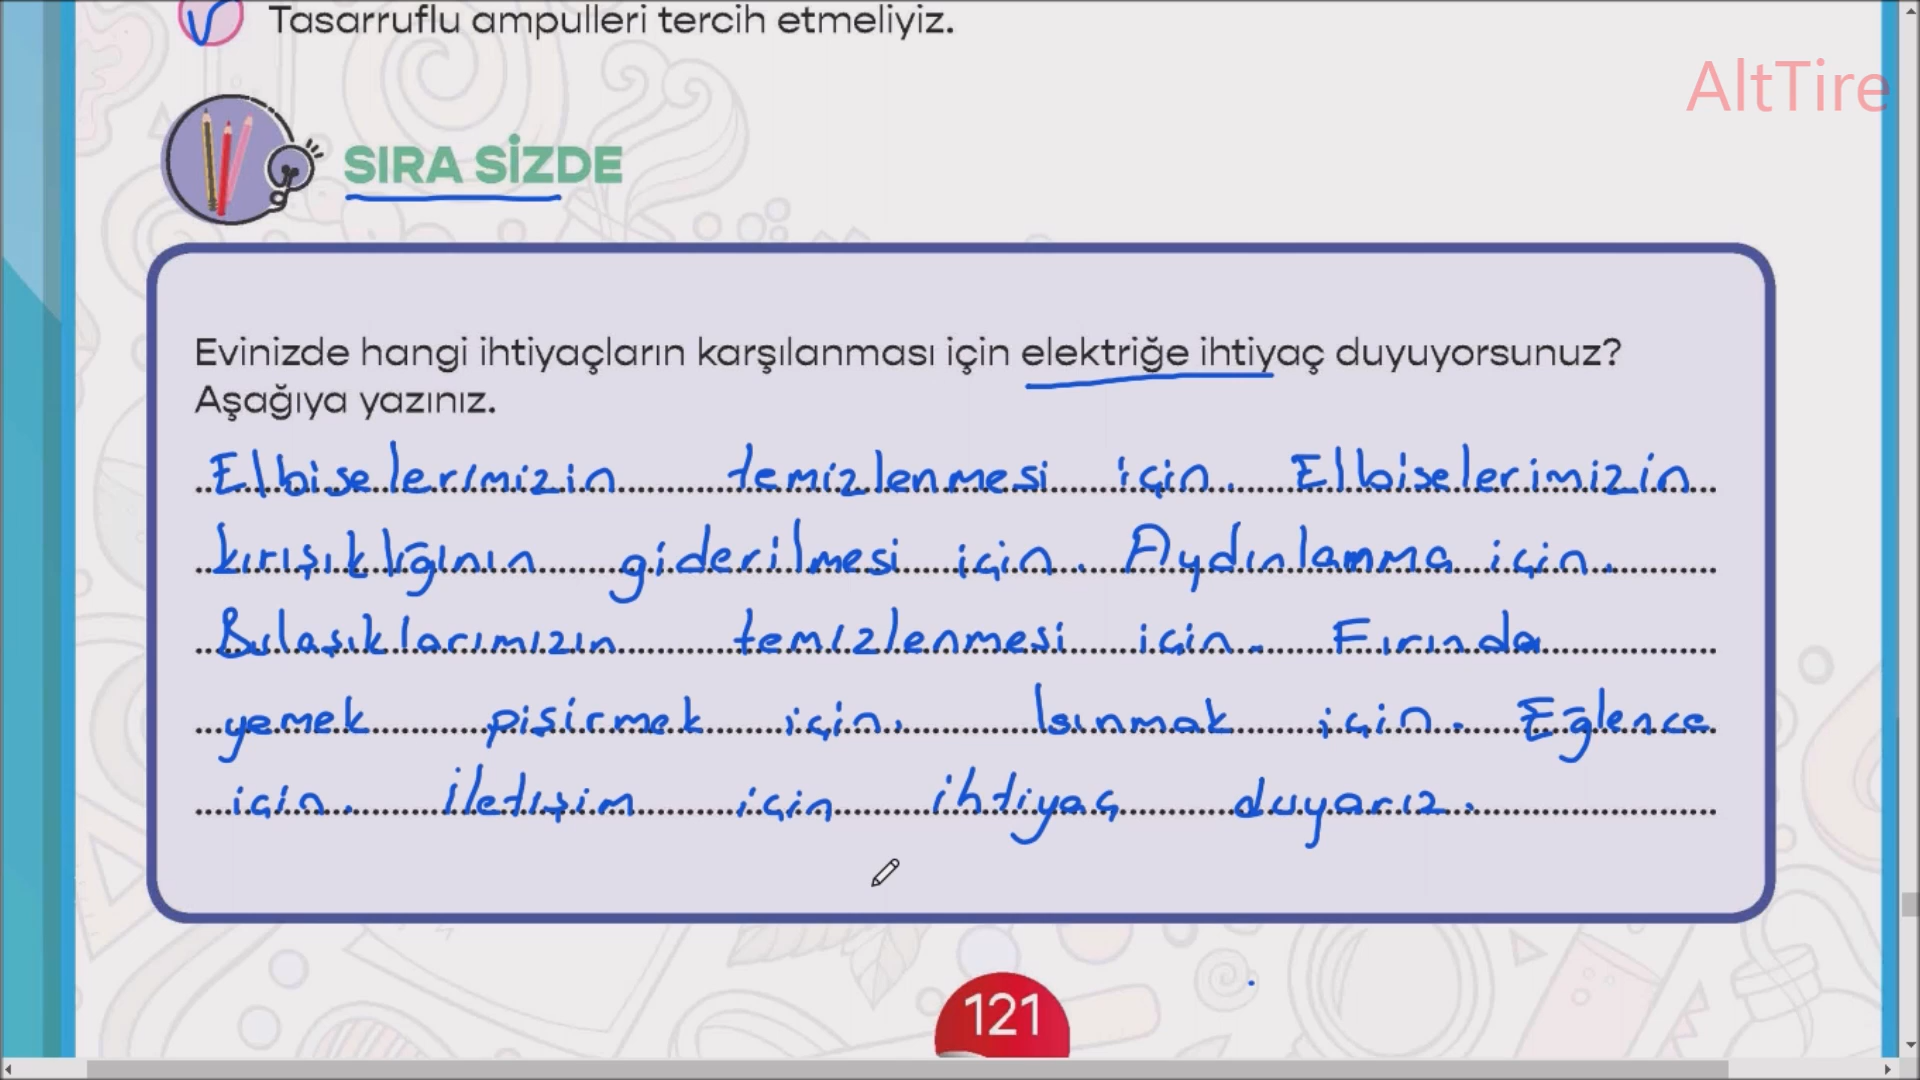 Tasarruflu ampulleri tercih etmeliyiz.
AltTire
SIRA SİZDE
Evinizde hangi ihtiyaçların karşılanması için elektriğe ihtiyaç duyuyorsunuz?
Aşağıya yazınız.
Elbiselerimizin temizlenmesi için. Elbiselerimizin
kırışıklığının giderilmesi için. Aydınlanma için.
Bulaşıklarımızın temizlenmesi için. Fırında
yemek pişirmek için. Isınmak için. Eğlence
için. İletişim için ihtiyaç duyarız.
121